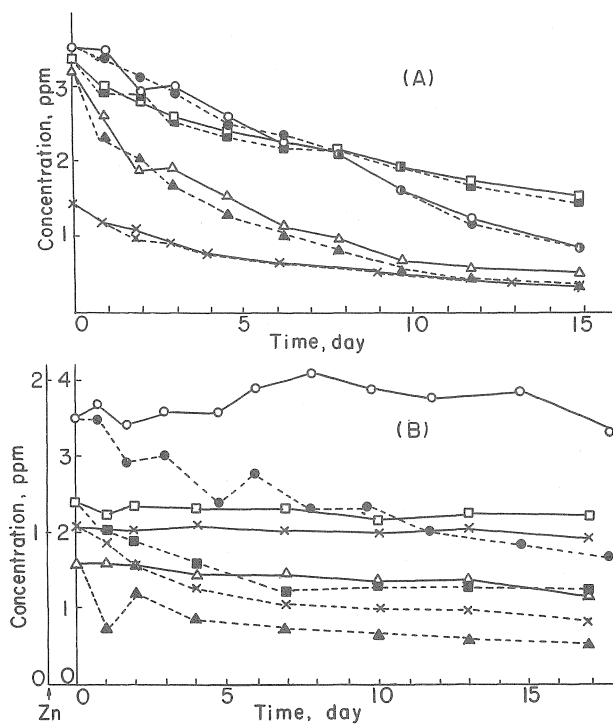 (A)
3
Concentration, ppm
2
1
0 5 10 15
Time, day
2 4
(B)
3
Concentration, ppm
1 2
1
0 0
0 5 10 15
Zn
Time, day